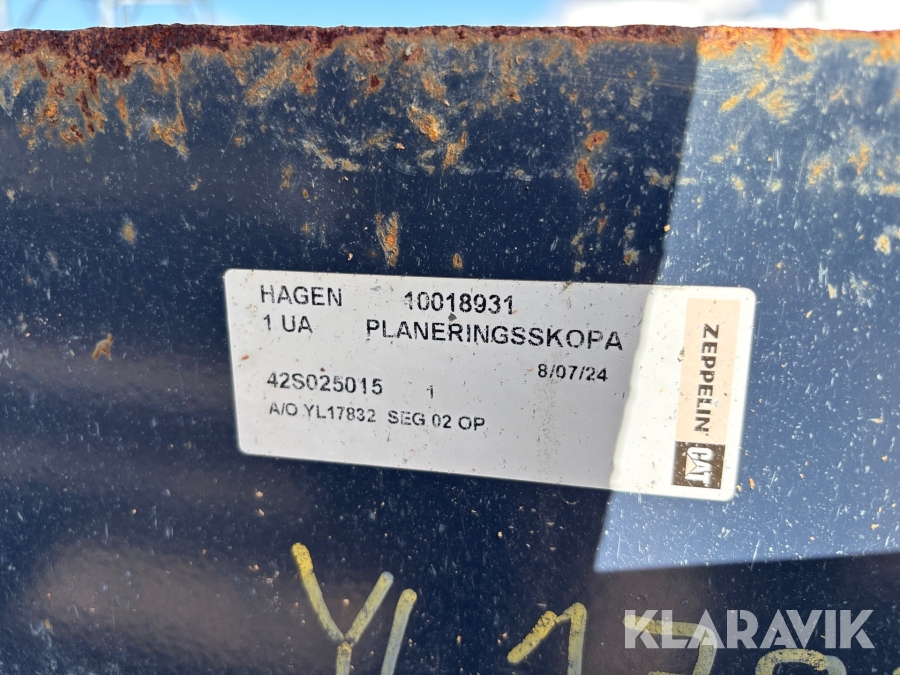 HAGEN 10018931
1 UA PLANERINGSSKOPA
8/07/24
42S025015 1
A/O YL17832 SEG 02 OP
ZEPPELIN
CAT
KLARAVIK